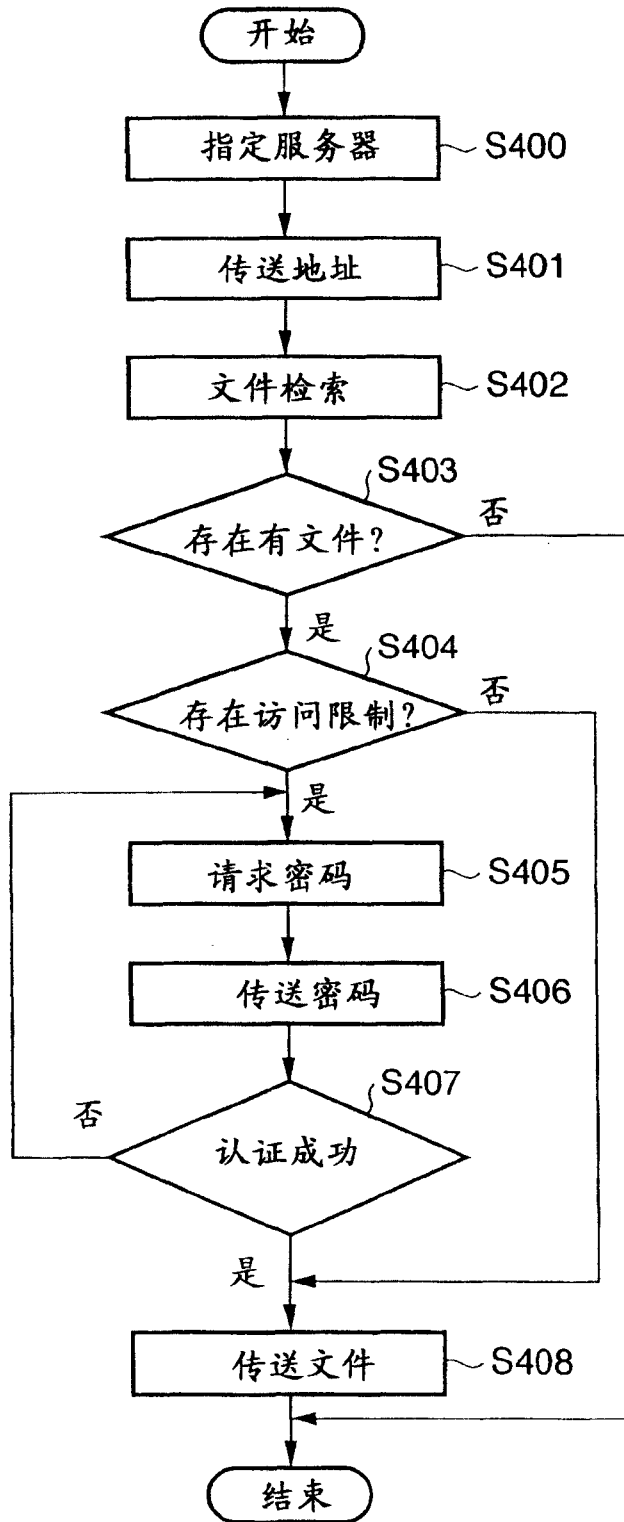 开始
指定服务器
S400
传送地址
S401
文件检索
S402
S403
存在有文件?
否
是
S404
存在访问限制?
否
是
请求密码
S405
传送密码
S406
S407
否
认证成功
是
传送文件
S408
结束